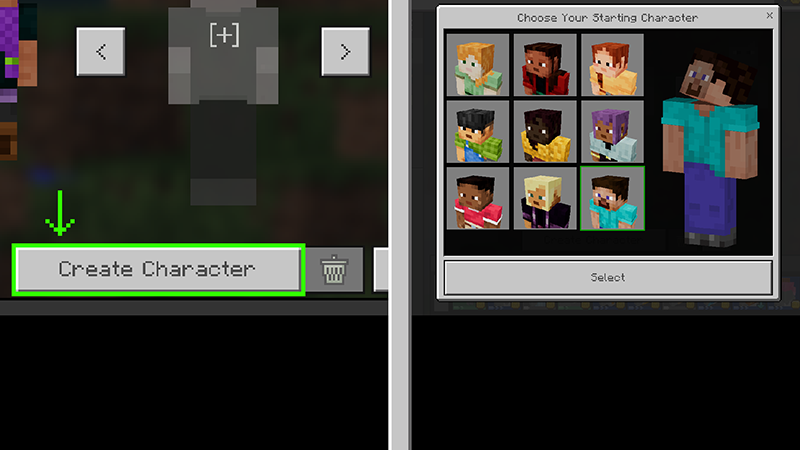 [+]
<
>
Create Character
Choose Your Starting Character
x
Select